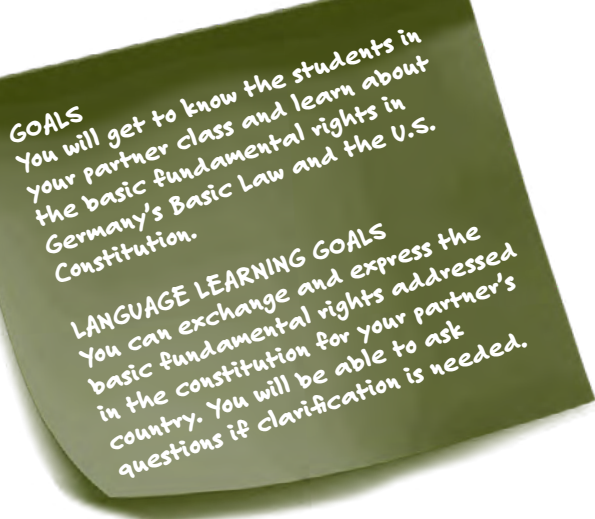 GOALS
You will get to know the students in
your partner class and learn about
the basic fundamental rights in
Germany's Basic Law and the U.S.
Constitution.
LANGUAGE LEARNING GOALS
You can exchange and express the
basic fundamental rights addressed
in the constitution for your partner's
country. You will be able to ask
questions if clarification is needed.